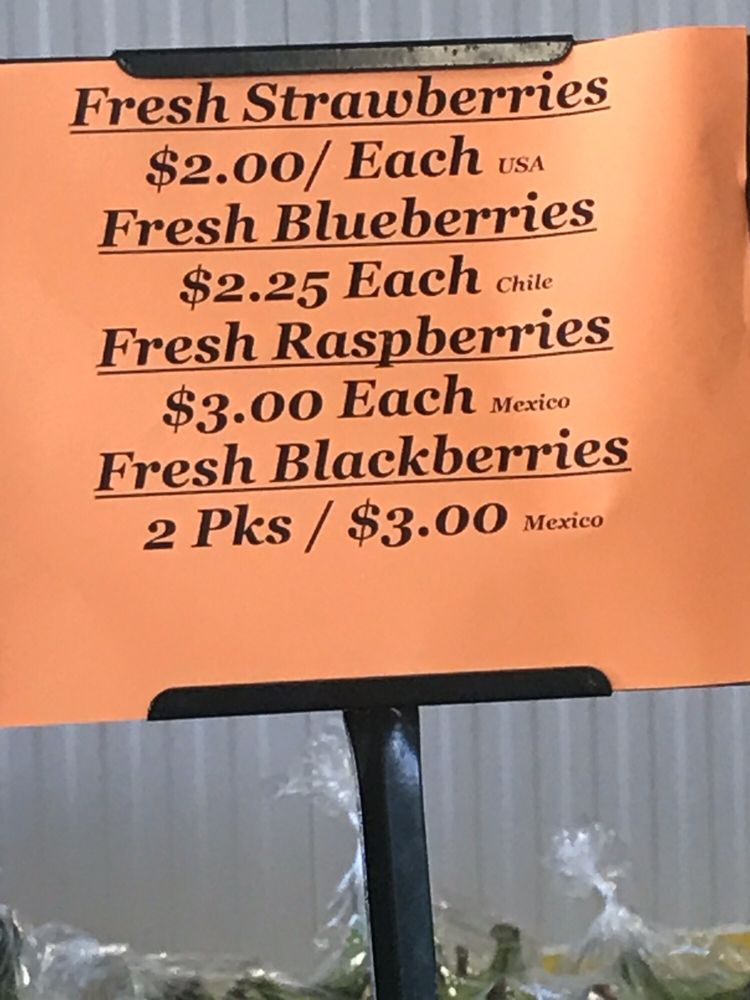 Fresh Strawberries
$2.00/ Each USA
Fresh Blueberries
$2.25 Each Chile
Fresh Raspberries
$3.00 Each Mexico
Fresh Blackberries
2 Pks / $3.00 Mexico